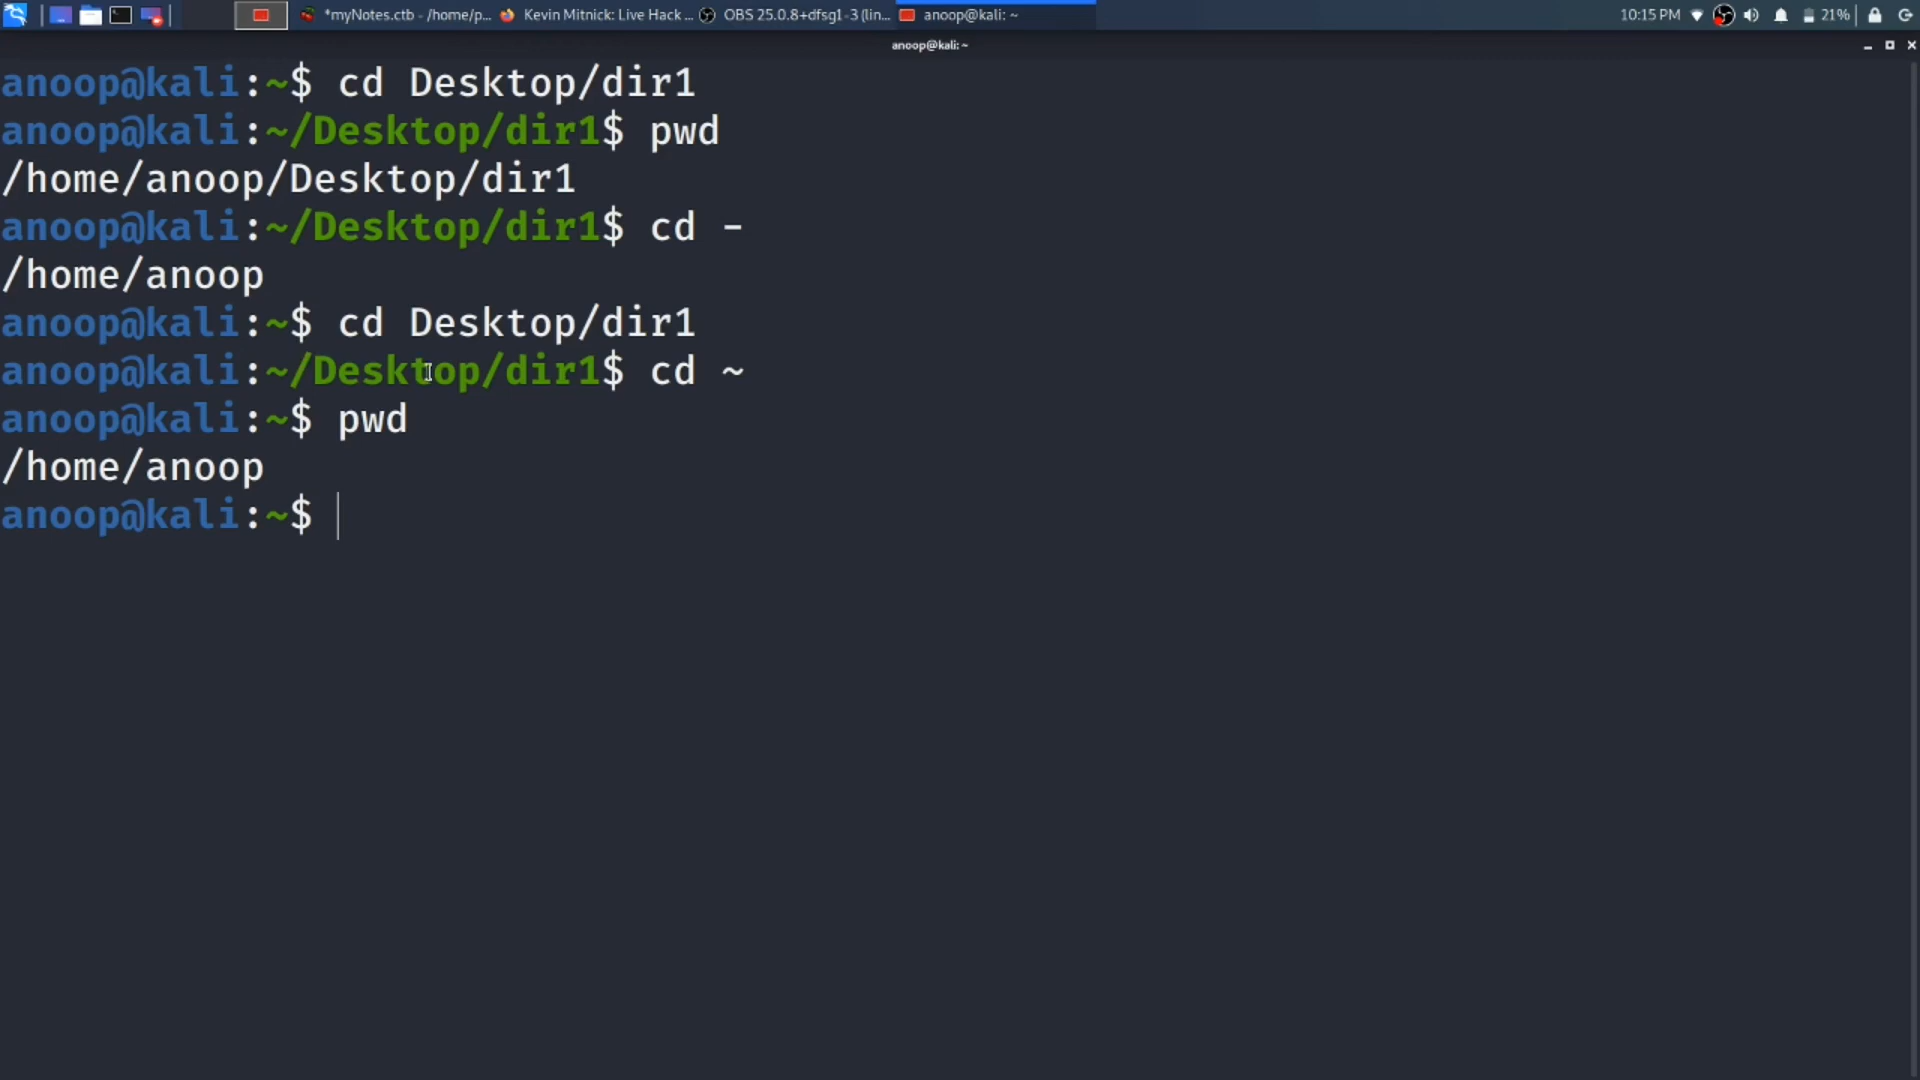 *myNotes.ctb - /home/p... Kevin Mitnick: Live Hack ... OBS 25.0.8+dfsg1-3 (lin... anoop@kali: ~ 10:15 PM 21%
anoop@kali: ~
anoop@kali:~$ cd Desktop/dir1
anoop@kali:~/Desktop/dir1$ pwd
/home/anoop/Desktop/dir1
anoop@kali:~/Desktop/dir1$ cd -
/home/anoop
anoop@kali:~$ cd Desktop/dir1
anoop@kali:~/Desktop/dir1$ cd ~
anoop@kali:~$ pwd
/home/anoop
anoop@kali:~$